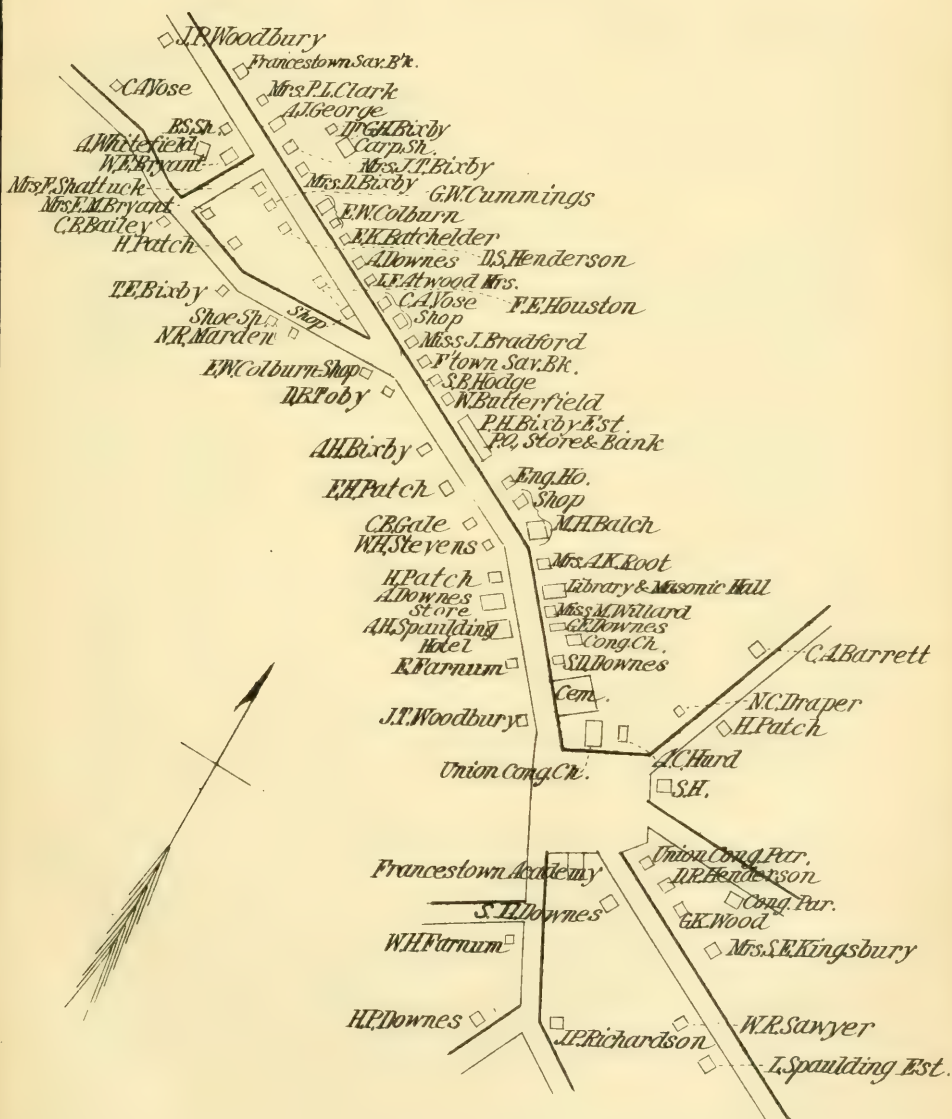 J.P. Woodbury
Francestown Sav. B'k.
C.A. Vose
Mrs. P.L. Clark
A.J. George
B.S. Sh.
Dr. G.H. Bixby
A. Whitefield
Carp. Sh.
W.E. Bryant
Mrs. J.T. Bixby
Mrs. D. Bixby
Mrs. F. Shattuck
G.W. Cummings
Mrs. E.M. Bryant
E.W. Colburn
C.B. Bailey
H. Patch
E.K. Batchelder
A. Downes
D.S. Henderson
T.E. Bixby
Atwood Mrs.
C.A. Vose
F.E. Houston
Shop
Shoe Sh.
Shop
N.R. Marden
Miss J. Bradford
F'town Sav. Bk.
E.W. Colburn-Shop
S.B. Hodge
D.B. Toby
W. Butterfield
P.H. Bixby Est.
P.O., Store & Bank
A.H. Bixby
Eng. Ho.
E.H. Patch
Shop
C.B. Gale
M.H. Balch
W.H. Stevens
Mrs. A.K. Root
H. Patch
Library & Masonic Hall
A. Downes
Store
Miss M. Willard
G.F. Downes
A.H. Spaulding
Hotel
Cong. Ch.
E. Farnum
S.D. Downes
C.A. Barrett
Cem.
N.C. Draper
J.T. Woodbury
H. Patch
A.C. Hurd
Union Cong. Ch.
S.H.
Union Cong. Par.
Francestown Academy
D.R. Henderson
Cong. Par.
S.D. Downes
G.K. Wood
W.H. Farnum
Mrs. S.E. Kingsbury
H.P. Downes
J.P. Richardson
W.R. Sawyer
I. Spaulding Est.